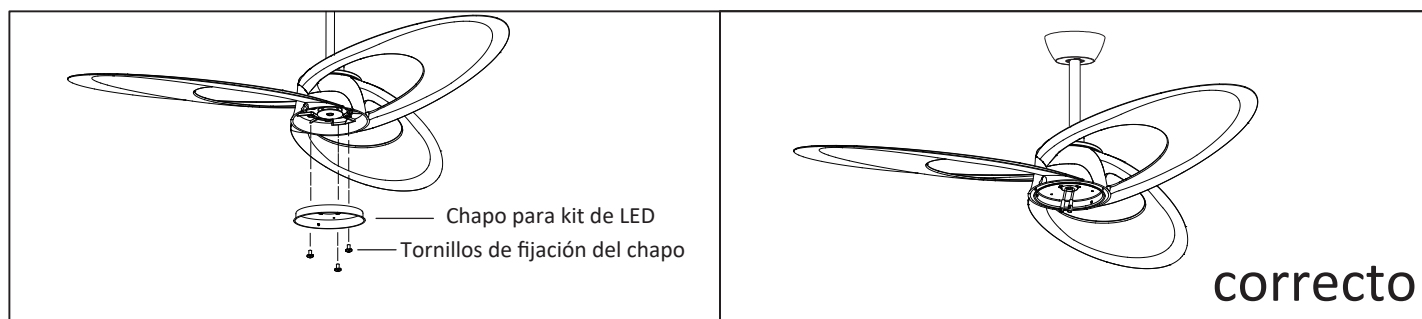 Chapo para kit de LED
Tornillos de fijación del chapo
correcto